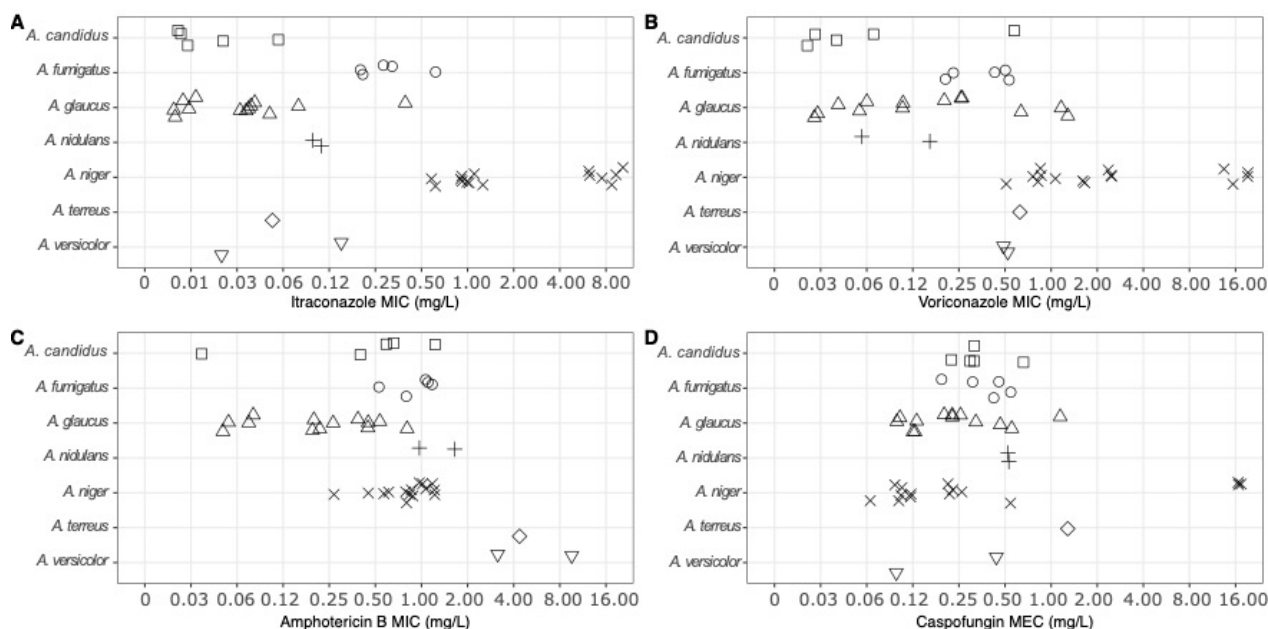 A
A. candidus
A. fumigatus
A. glaucus
A. nidulans
A. niger
A. terreus
A. versicolor
0 0.01 0.03 0.06 0.12 0.25 0.50 1.00 2.00 4.00 8.00
Itraconazole MIC (mg/L)
B
A. candidus
A. fumigatus
A. glaucus
A. nidulans
A. niger
A. terreus
A. versicolor
0 0.03 0.06 0.12 0.25 0.50 1.00 2.00 4.00 8.00 16.00
Voriconazole MIC (mg/L)
C
A. candidus
A. fumigatus
A. glaucus
A. nidulans
A. niger
A. terreus
A. versicolor
0 0.03 0.06 0.12 0.25 0.50 1.00 2.00 4.00 8.00 16.00
Amphotericin B MIC (mg/L)
D
A. candidus
A. fumigatus
A. glaucus
A. nidulans
A. niger
A. terreus
A. versicolor
0 0.03 0.06 0.12 0.25 0.50 1.00 2.00 4.00 8.00 16.00
Caspofungin MEC (mg/L)